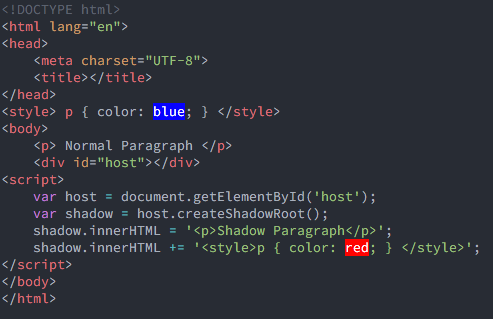 <!DOCTYPE html>
<html lang="en">
<head>
    <meta charset="UTF-8">
    <title></title>
</head>
<style> p { color: blue; } </style>
<body>
    <p> Normal Paragraph </p>
    <div id="host"></div>
<script>
    var host = document.getElementById('host');
    var shadow = host.createShadowRoot();
    shadow.innerHTML = '<p>Shadow Paragraph</p>';
    shadow.innerHTML += '<style>p { color: red; } </style>';
</script>
</body>
</html>